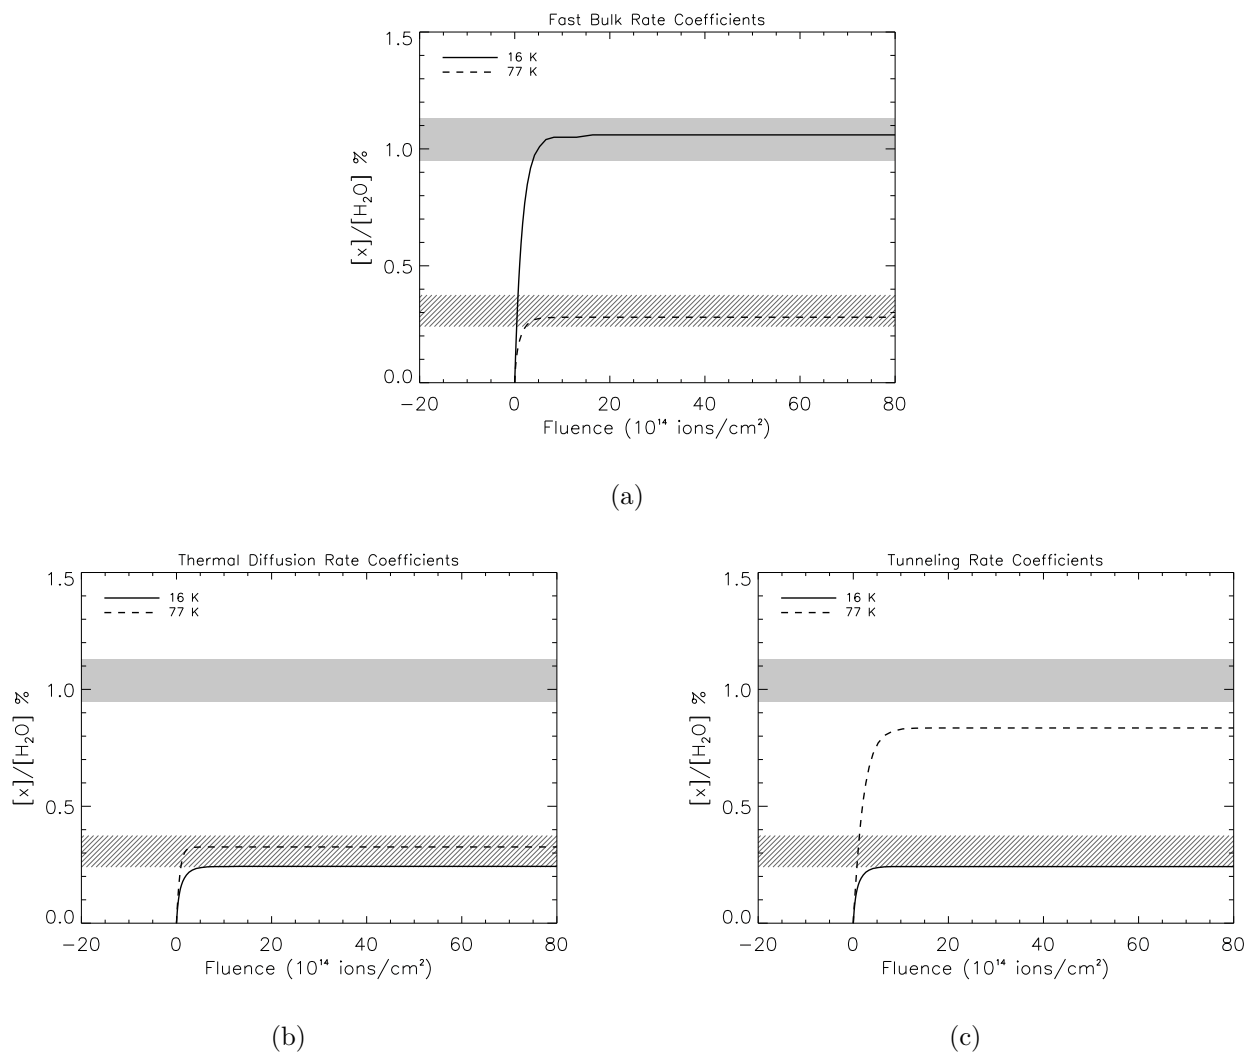 Fast Bulk Rate Coefficients
1.5
16 K
77 K
1.0
[x]/[H₂O] %
0.5
0.0
−20 0 20 40 60 80
Fluence (10¹⁴ ions/cm²)
(a)
Thermal Diffusion Rate Coefficients
1.5
16 K
77 K
1.0
[x]/[H₂O] %
0.5
0.0
−20 0 20 40 60 80
Fluence (10¹⁴ ions/cm²)
(b)
Tunneling Rate Coefficients
1.5
16 K
77 K
1.0
[x]/[H₂O] %
0.5
0.0
−20 0 20 40 60 80
Fluence (10¹⁴ ions/cm²)
(c)